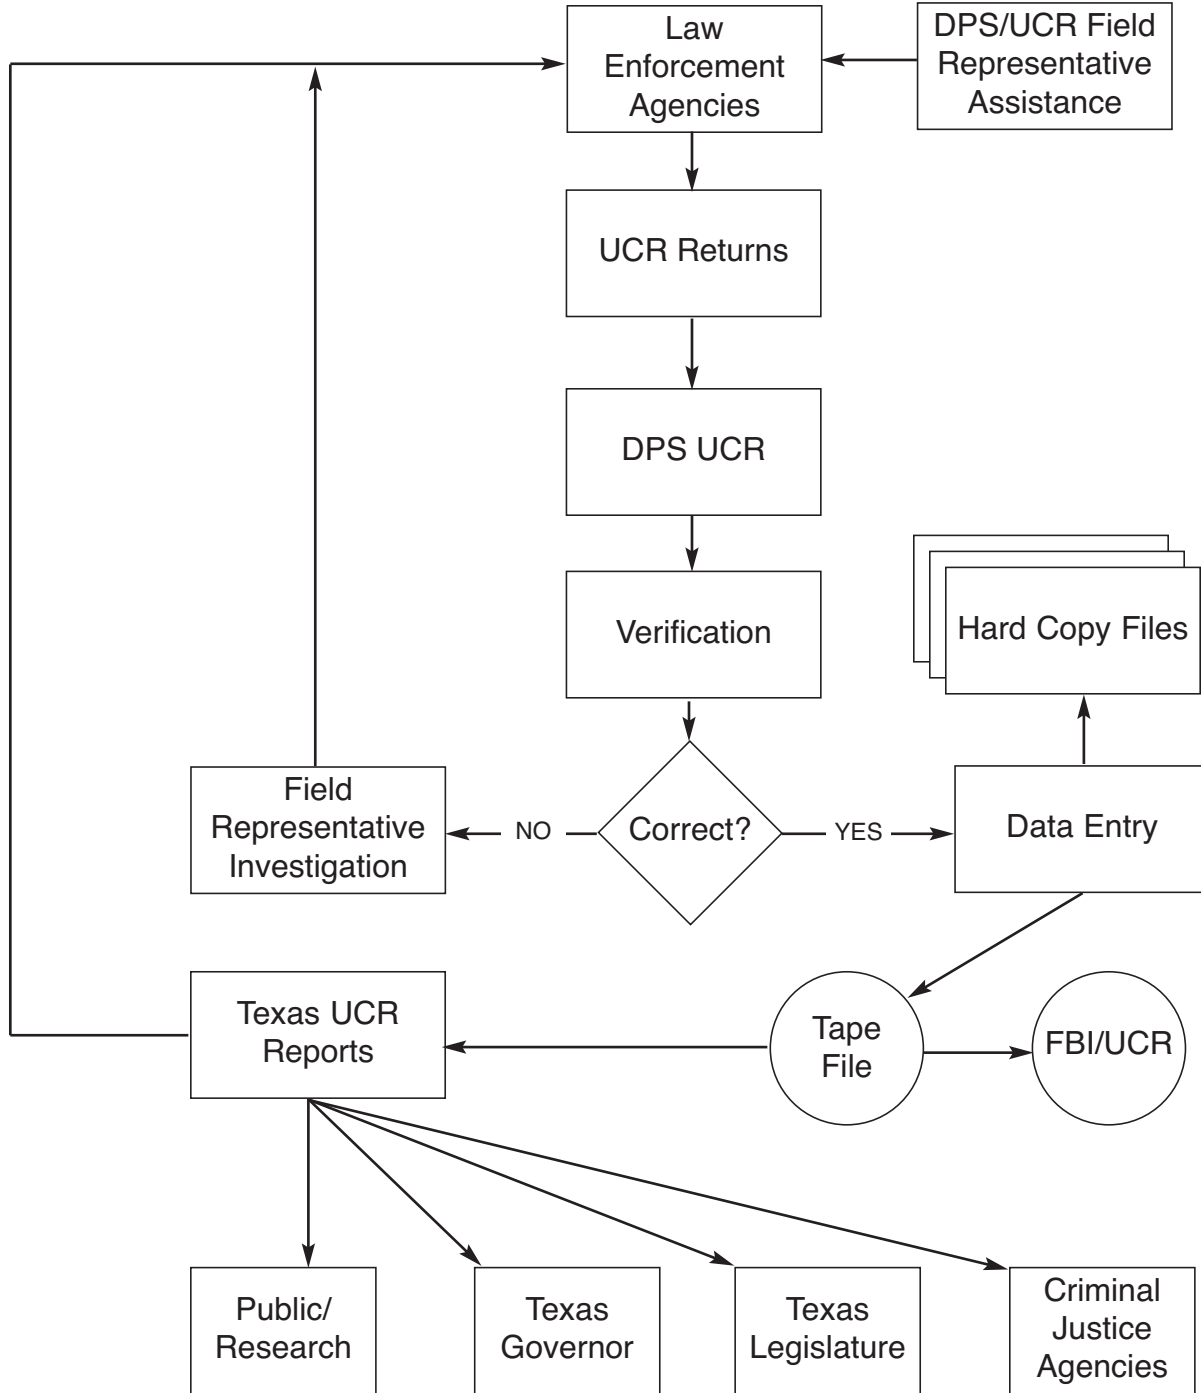 Law
Enforcement
Agencies
DPS/UCR Field
Representative
Assistance
UCR Returns
DPS UCR
Verification
Hard Copy Files
Field
Representative
Investigation
NO
Correct?
YES
Data Entry
Texas UCR
Reports
Tape
File
FBI/UCR
Public/
Research
Texas
Governor
Texas
Legislature
Criminal
Justice
Agencies